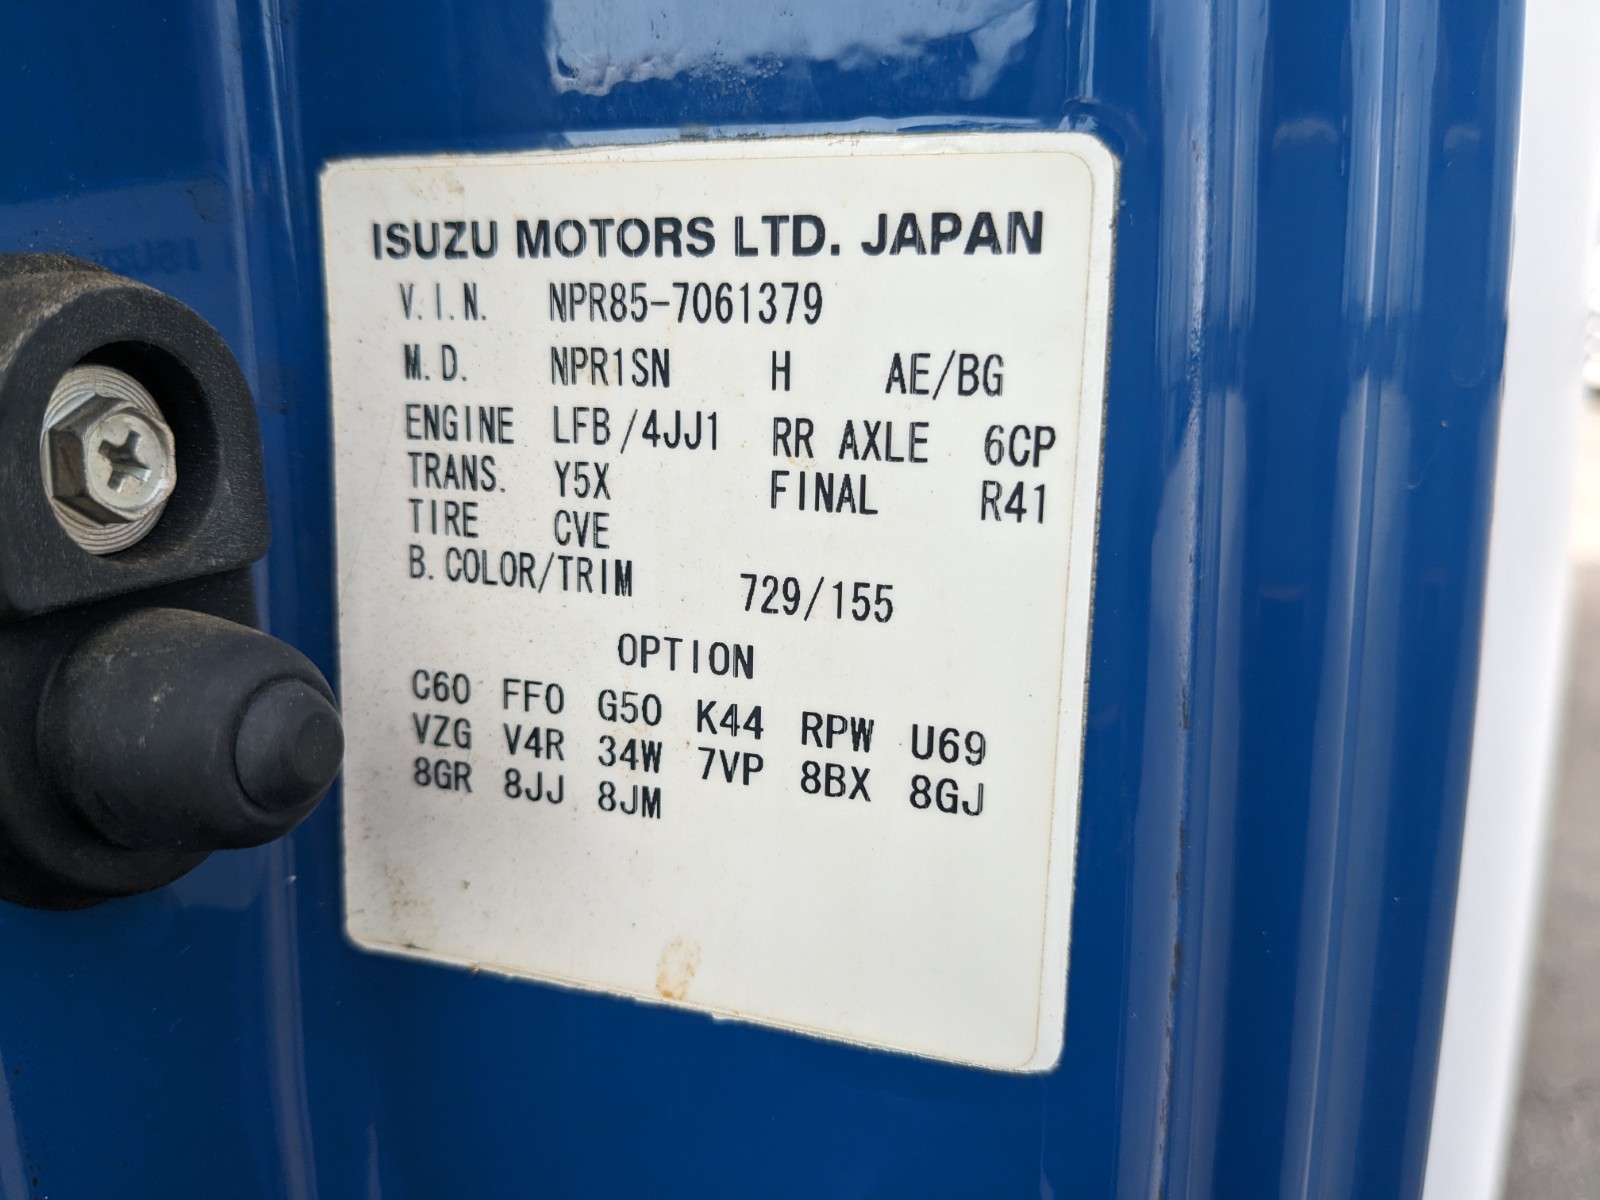 ISUZU MOTORS LTD. JAPAN
V.I.N. NPR85-7061379
M.D. NPR1SN H AE/BG
ENGINE LFB/4JJ1 RR AXLE 6CP
TRANS. Y5X FINAL R41
TIRE CVE
B.COLOR/TRIM 729/155
OPTION
C60 FF0 G50 K44 RPW U69
VZG V4R 34W 7VP 8BX 8GJ
8GR 8JJ 8JM